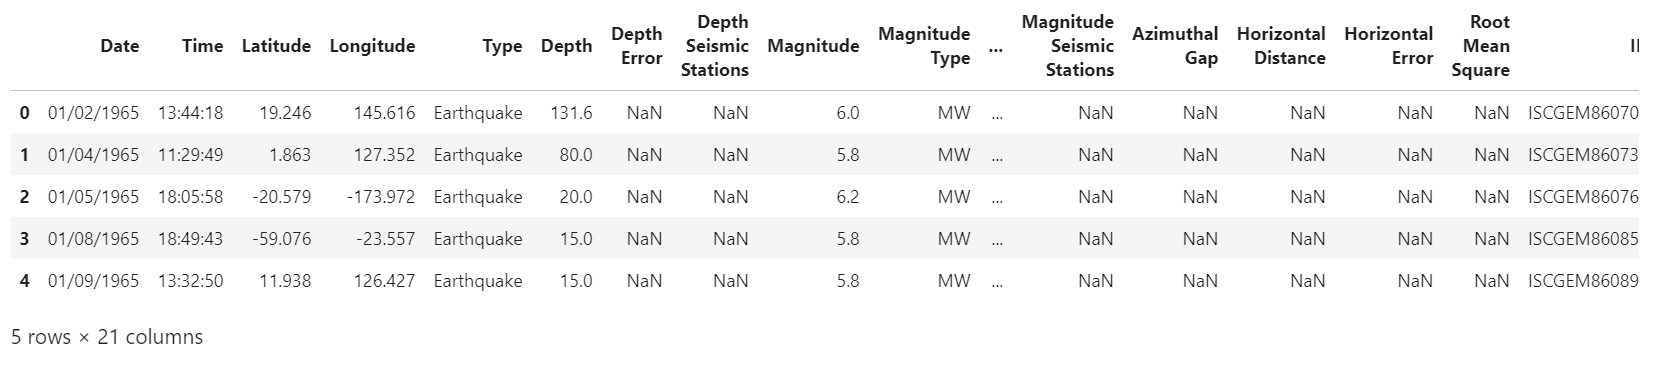 Date Time Latitude Longitude Type Depth Depth Error Depth Seismic Stations Magnitude Magnitude Type ... Magnitude Seismic Stations Azimuthal Gap Horizontal Distance Horizontal Error Root Mean Square
0 01/02/1965 13:44:18 19.246 145.616 Earthquake 131.6 NaN NaN 6.0 MW ... NaN NaN NaN NaN NaN ISCGEM86070
1 01/04/1965 11:29:49 1.863 127.352 Earthquake 80.0 NaN NaN 5.8 MW ... NaN NaN NaN NaN NaN ISCGEM86073
2 01/05/1965 18:05:58 -20.579 -173.972 Earthquake 20.0 NaN NaN 6.2 MW ... NaN NaN NaN NaN NaN ISCGEM86076
3 01/08/1965 18:49:43 -59.076 -23.557 Earthquake 15.0 NaN NaN 5.8 MW ... NaN NaN NaN NaN NaN ISCGEM86085
4 01/09/1965 13:32:50 11.938 126.427 Earthquake 15.0 NaN NaN 5.8 MW ... NaN NaN NaN NaN NaN ISCGEM86089
5 rows × 21 columns